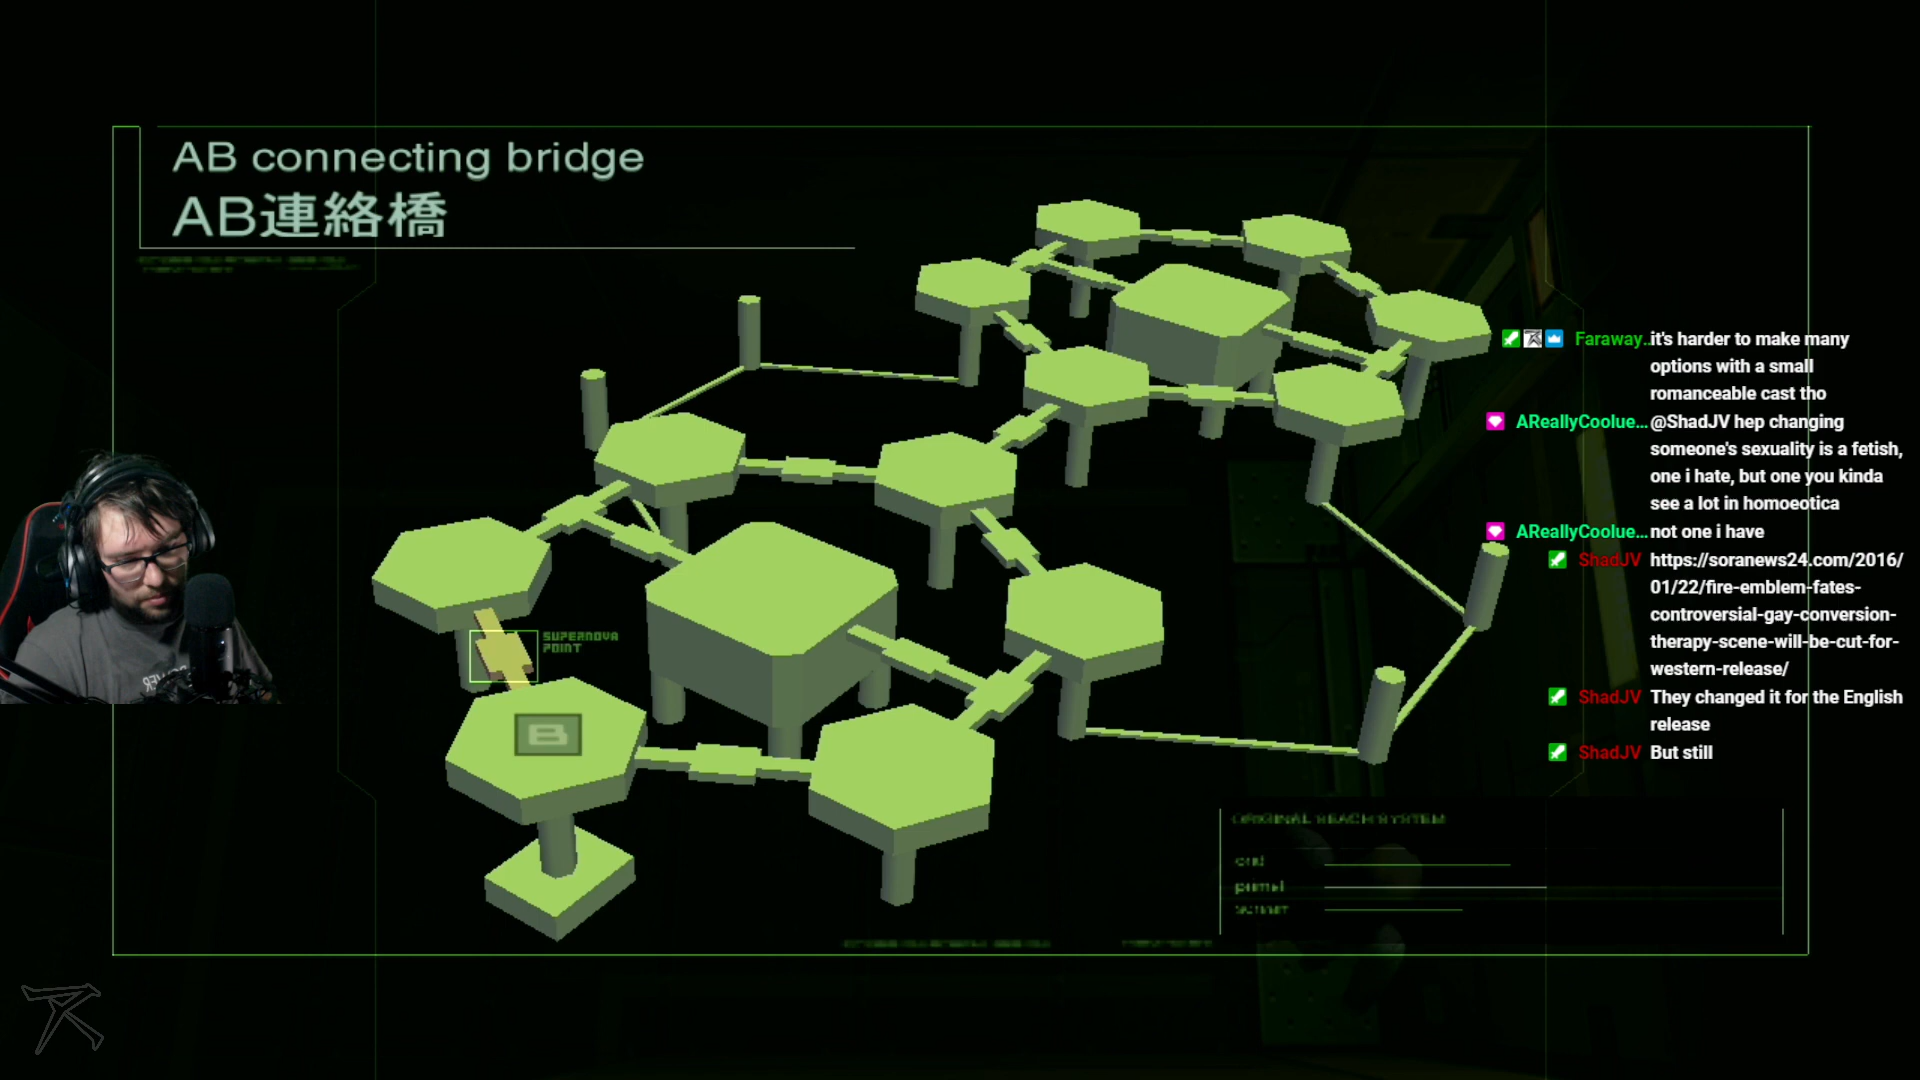 AB connecting bridge
AB連絡橋
SUPERNOVA
POINT
B
Faraway...it's harder to make many
options with a small
romanceable cast tho
AReallyCoolue...@ShadJV hep changing
someone's sexuality is a fetish,
one i hate, but one you kinda
see a lot in homoeotica
AReallyCoolue...not one i have
ShadJV https://soranews24.com/2016/
01/22/fire-emblem-fates-
controversial-gay-conversion-
therapy-scene-will-be-cut-for-
western-release/
ShadJV They changed it for the English
release
ShadJV But still